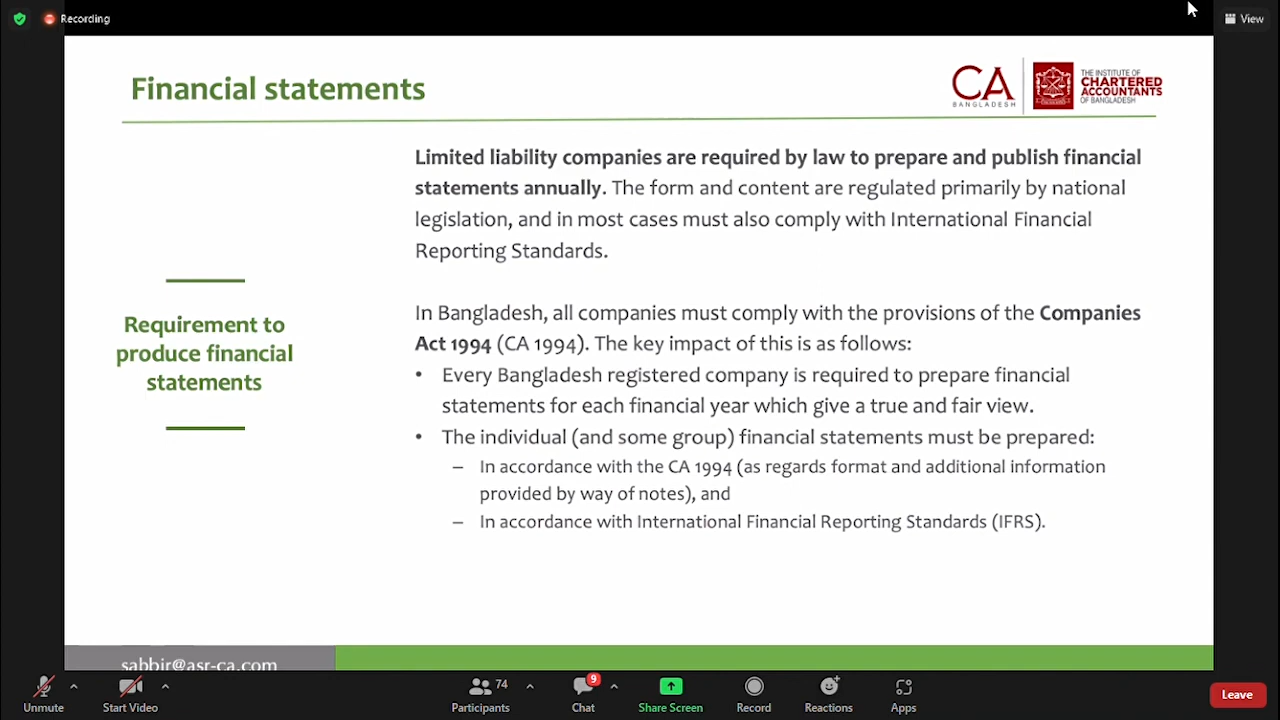 Recording
View
Financial statements
CA
BANGLADESH
THE INSTITUTE OF
CHARTERED
ACCOUNTANTS
OF BANGLADESH
Limited liability companies are required by law to prepare and publish financial
statements annually. The form and content are regulated primarily by national
legislation, and in most cases must also comply with International Financial
Reporting Standards.
Requirement to
produce financial
statements
In Bangladesh, all companies must comply with the provisions of the Companies
Act 1994 (CA 1994). The key impact of this is as follows:
• Every Bangladesh registered company is required to prepare financial
statements for each financial year which give a true and fair view.
• The individual (and some group) financial statements must be prepared:
– In accordance with the CA 1994 (as regards format and additional information
provided by way of notes), and
– In accordance with International Financial Reporting Standards (IFRS).
sabbir@asr-ca.com
Unmute
Start Video
74
Participants
9
Chat
Share Screen
Record
Reactions
Apps
Leave